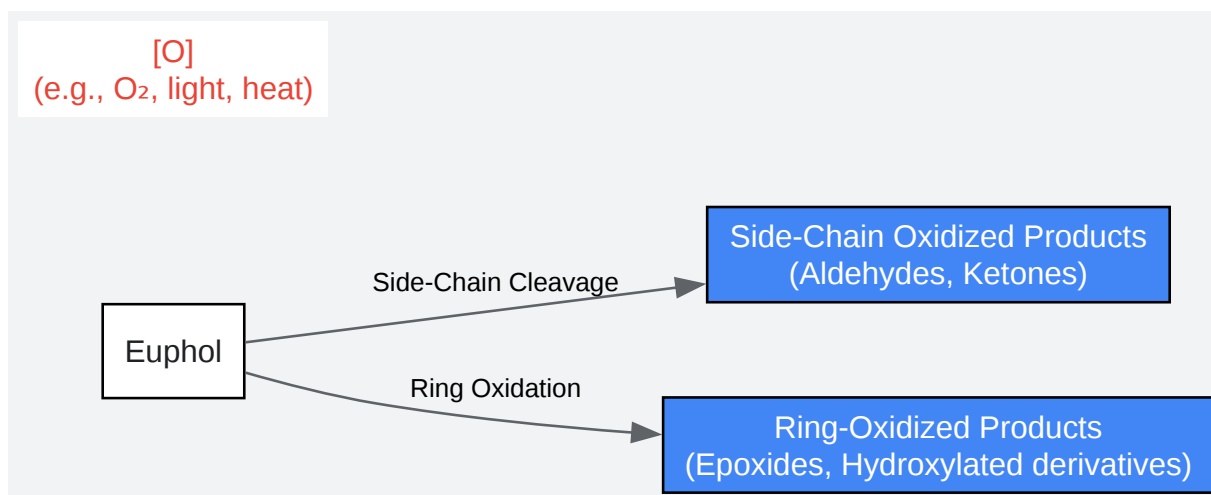 [O]
(e.g., O₂, light, heat)
Side-Chain Oxidized Products
(Aldehydes, Ketones)
Side-Chain Cleavage
Euphol
Ring Oxidation
Ring-Oxidized Products
(Epoxides, Hydroxylated derivatives)